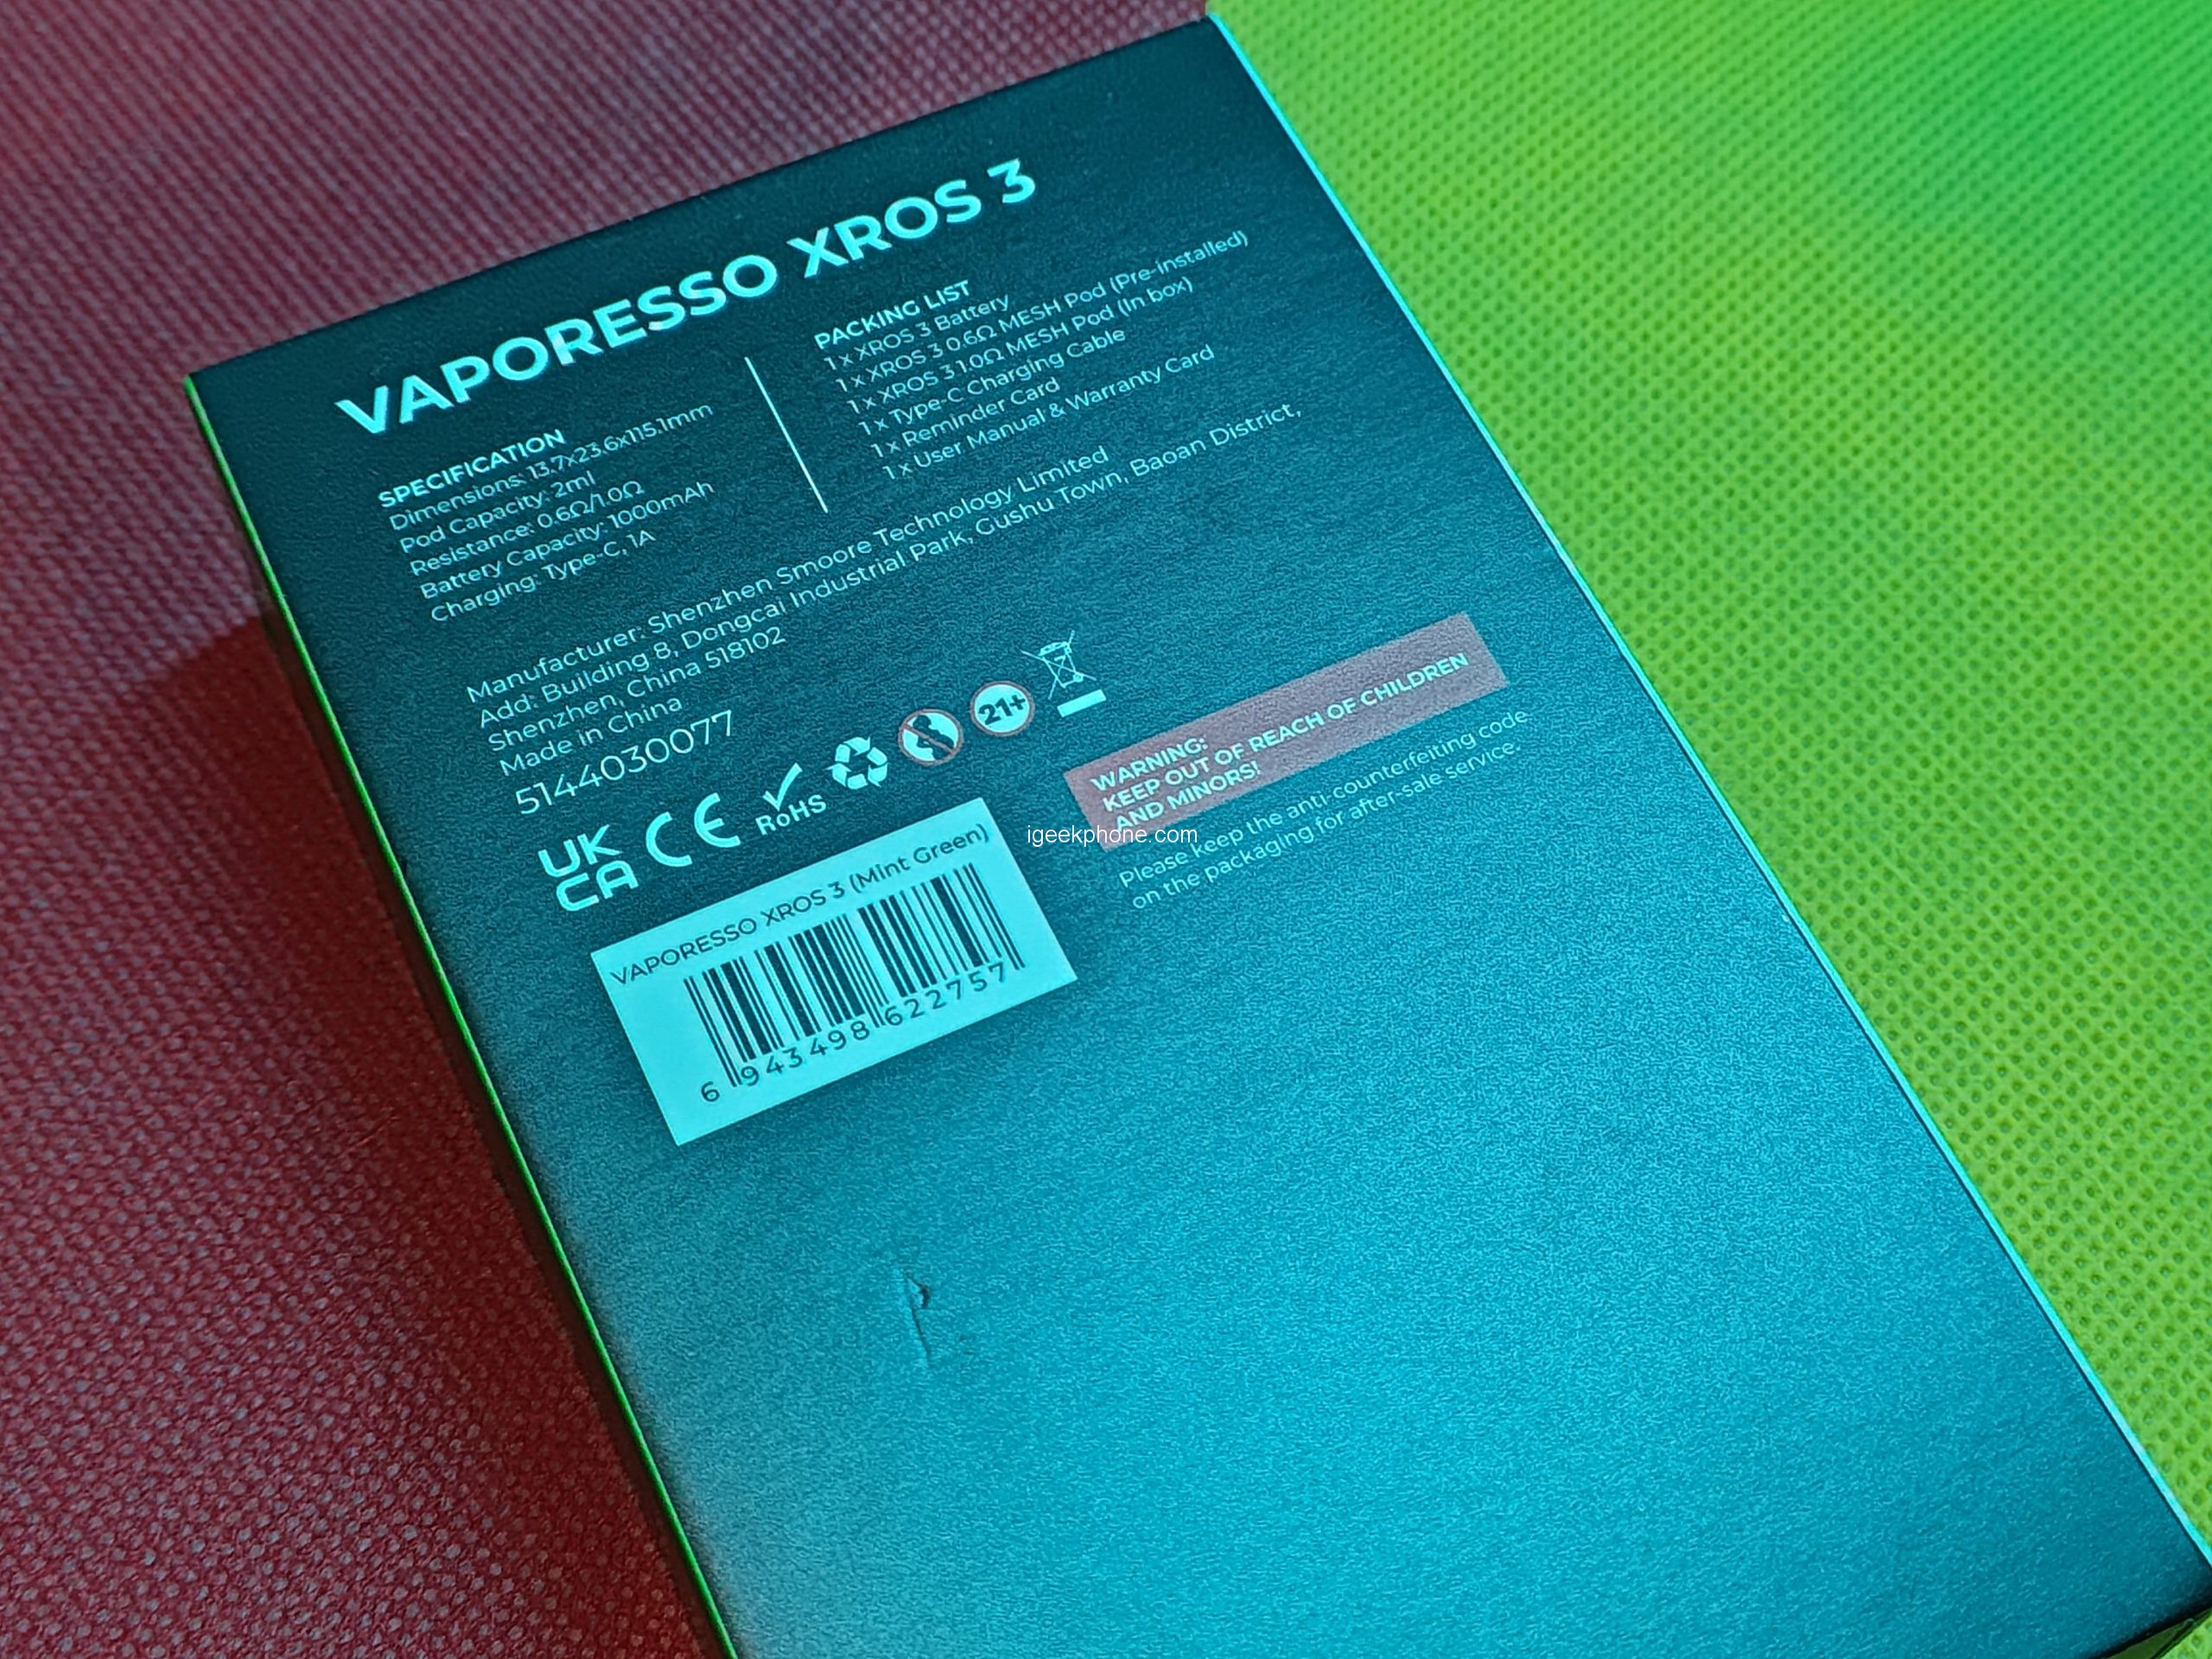 VAPORESSO XROS 3
SPECIFICATION
Dimensions: 13.7x23.6x115.1mm
Pod Capacity: 2ml
Resistance: 0.6Ω/1.0Ω
Battery Capacity: 1000mAh
Charging: Type-C, 1A
PACKING LIST
1 x XROS 3 Battery
1 x XROS 3 0.6Ω MESH Pod (Pre-installed)
1 x XROS 3 1.0Ω MESH Pod (In box)
1 x Type-C Charging Cable
1 x Reminder Card
1 x User Manual & Warranty Card
Manufacturer: Shenzhen Smoore Technology Limited
Add: Building 8, Dongcai Industrial Park, Gushu Town, Baoan District,
Shenzhen, China 518102
Made in China
5144030077
UK
CA
CE
RoHS
21+
WARNING:
KEEP OUT OF REACH OF CHILDREN
AND MINORS!
Please keep the anti-counterfeiting code
on the packaging for after-sale service.
VAPORESSO XROS 3 (Mint Green)
6 943498 622757
igeekphone.com